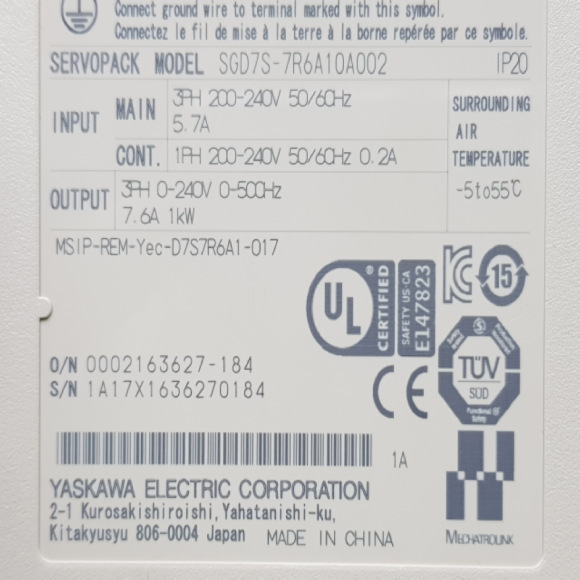 Connect ground wire to terminal marked with this symbol.
Connectez le fil de mise à la terre à la borne repérée par ce symbole.
SERVOPACK MODEL SGD7S-7R6A10A002 IP20
INPUT MAIN 3PH 200-240V 50/60Hz
5.7A
CONT. 1PH 200-240V 50/60Hz 0.2A
SURROUNDING
AIR
TEMPERATURE
-5to55℃
OUTPUT 3PH 0-240V 0-500Hz
7.6A 1kW
MSIP-REM-Yec-D7S7R6A1-017
UL ® CERTIFIED
SAFETY US-CA
E147823
15
O/N 0002163627-184
S/N 1A17X1636270184
CE
TÜV
SÜD
Functional
Safety
1A
YASKAWA ELECTRIC CORPORATION
2-1 Kurosakishiroishi,Yahatanishi-ku,
Kitakyusyu 806-0004 Japan MADE IN CHINA
MECHATROLINK